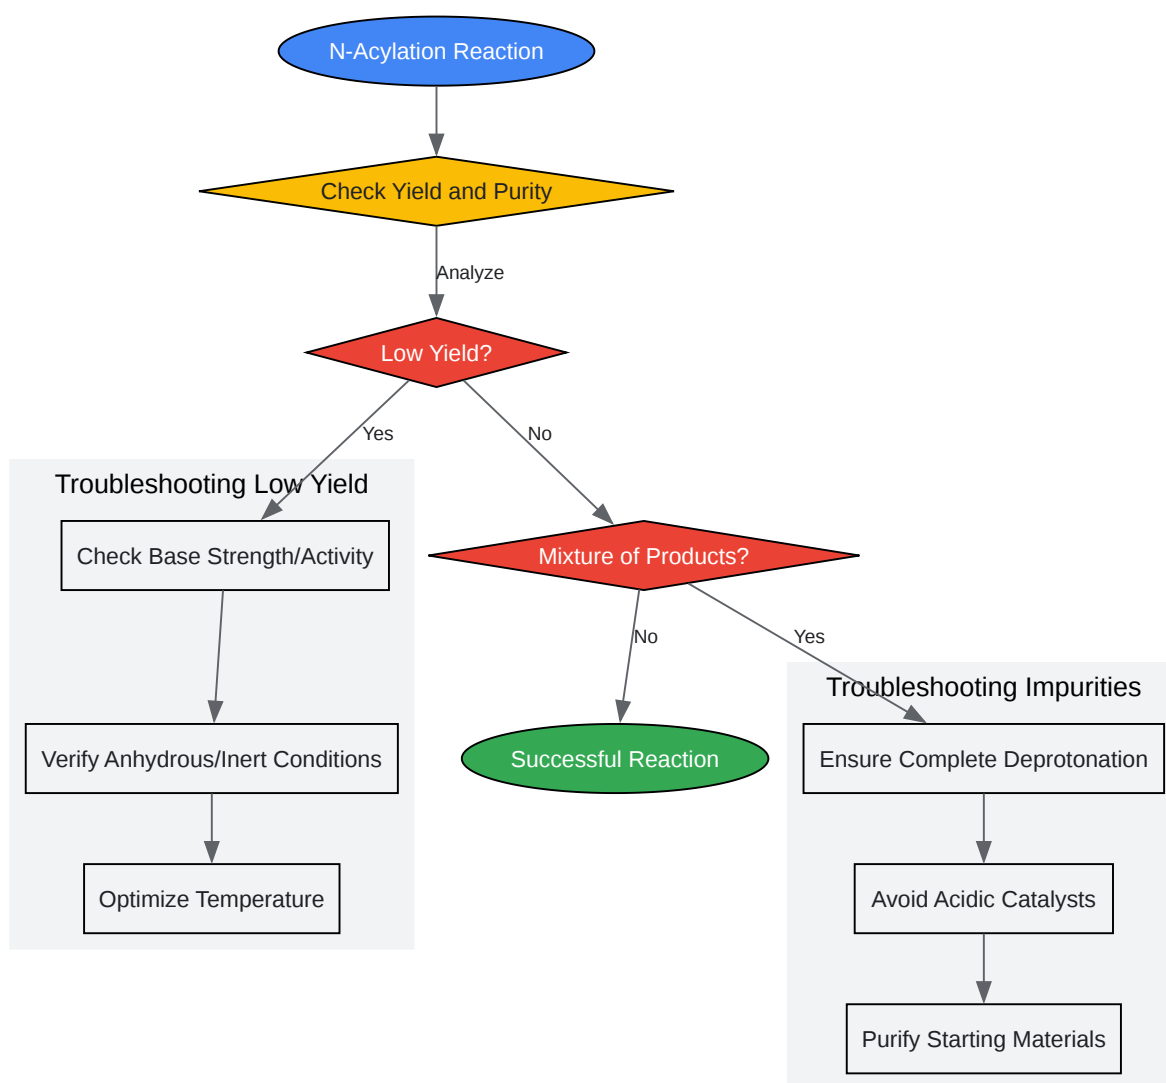 N-Acylation Reaction
Check Yield and Purity
Analyze
Low Yield?
Yes
No
Troubleshooting Low Yield
Check Base Strength/Activity
Mixture of Products?
No
Yes
Troubleshooting Impurities
Verify Anhydrous/Inert Conditions
Successful Reaction
Ensure Complete Deprotonation
Optimize Temperature
Avoid Acidic Catalysts
Purify Starting Materials